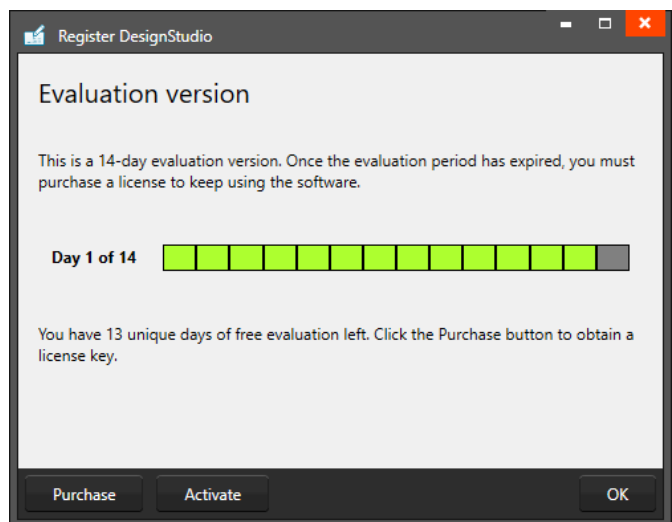 Register DesignStudio
Evaluation version
This is a 14-day evaluation version. Once the evaluation period has expired, you must
purchase a license to keep using the software.
Day 1 of 14
You have 13 unique days of free evaluation left. Click the Purchase button to obtain a
license key.
Purchase Activate OK